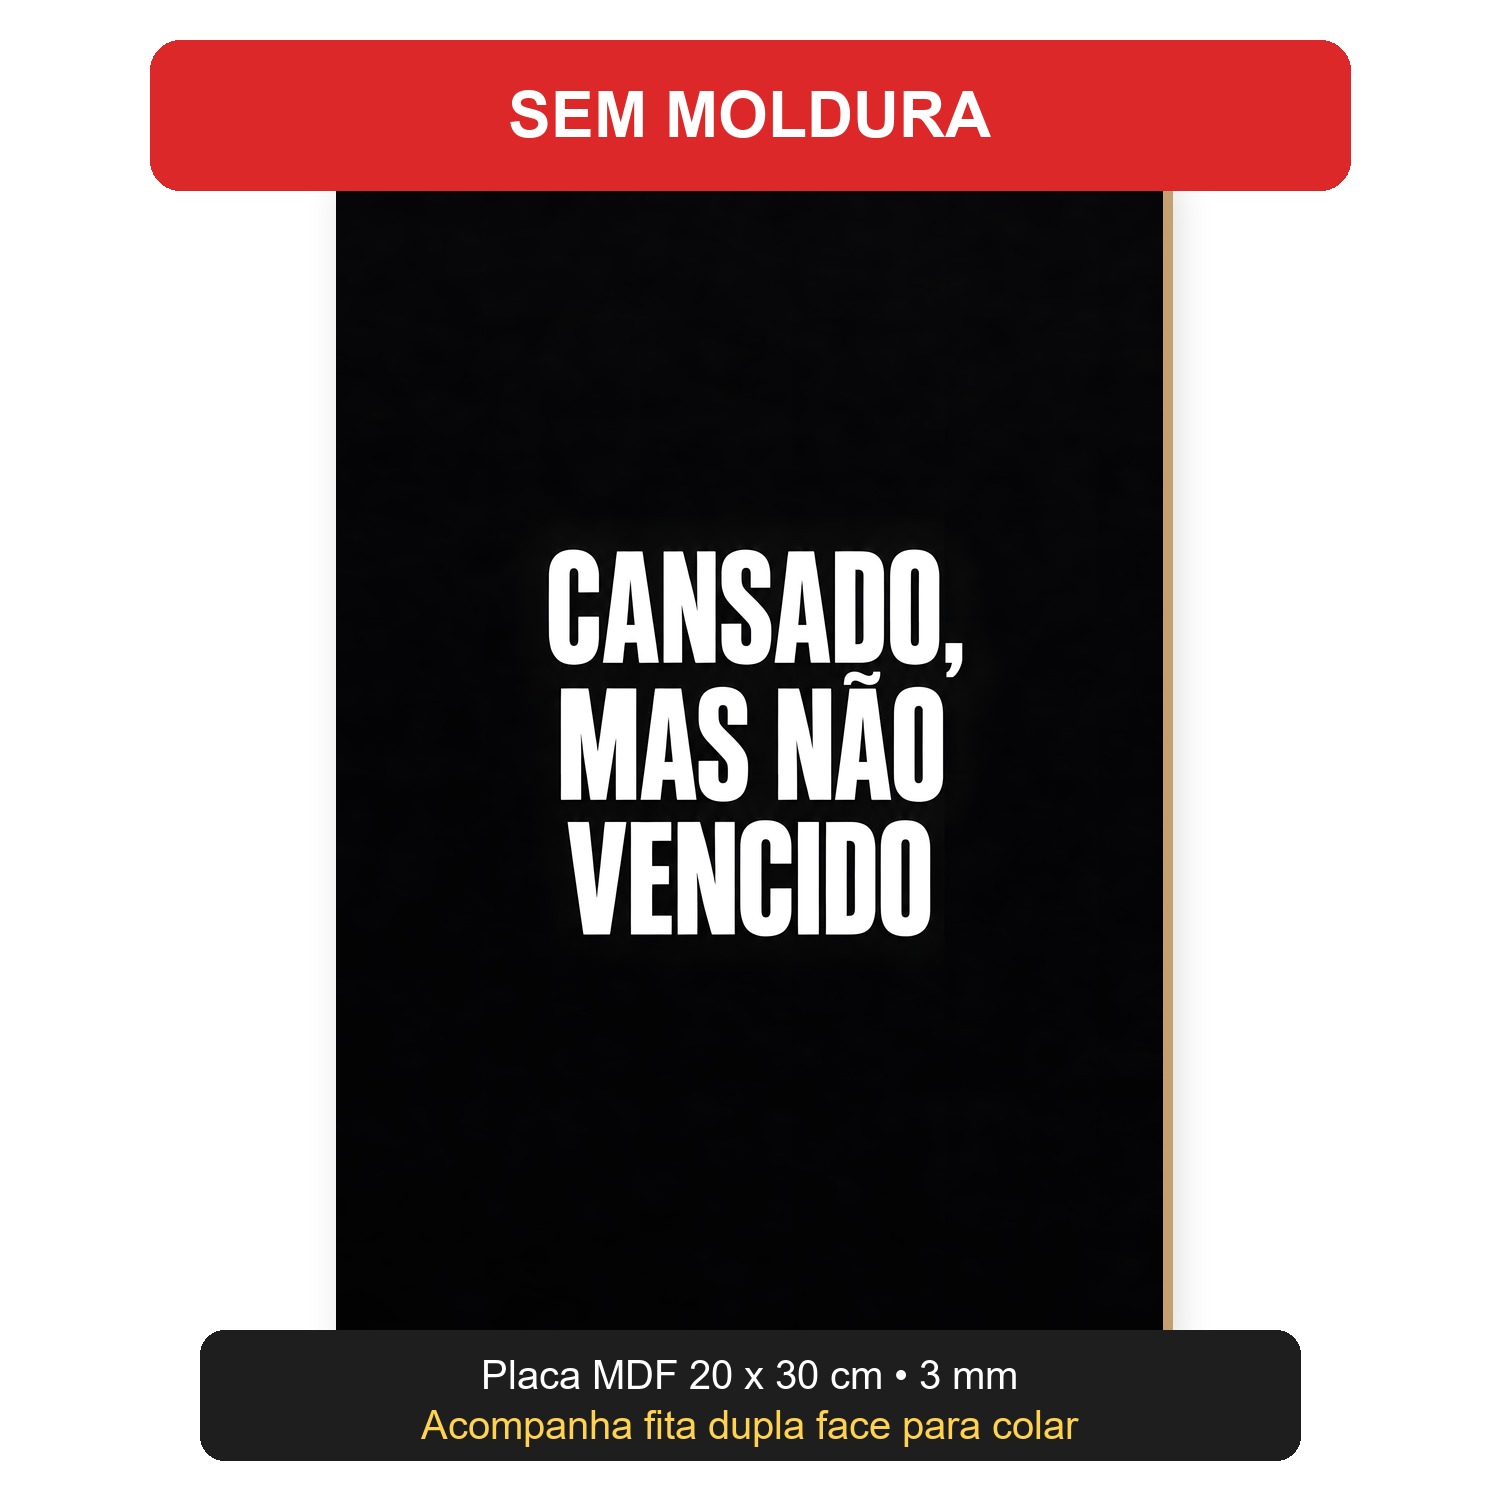 SEM MOLDURA
CANSADO,
MAS NÃO
VENCIDO
Placa MDF 20 x 30 cm • 3 mm
Acompanha fita dupla face para colar